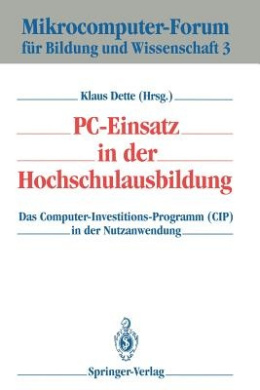 Mikrocomputer-Forum
für Bildung und Wissenschaft 3
Klaus Dette (Hrsg.)
PC-Einsatz
in der
Hochschulausbildung
Das Computer-Investitions-Programm (CIP)
in der Nutzanwendung
Springer-Verlag